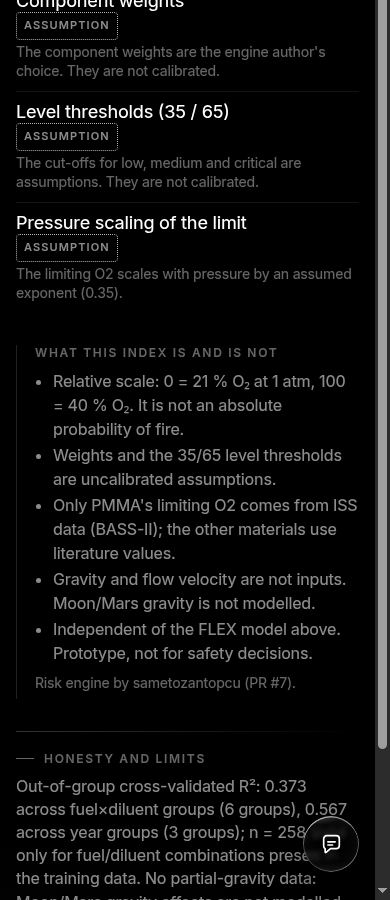 Component weights
ASSUMPTION
The component weights are the engine author's
choice. They are not calibrated.
Level thresholds (35 / 65)
ASSUMPTION
The cut-offs for low, medium and critical are
assumptions. They are not calibrated.
Pressure scaling of the limit
ASSUMPTION
The limiting O2 scales with pressure by an assumed
exponent (0.35).
WHAT THIS INDEX IS AND IS NOT
• Relative scale: 0 = 21 % O₂ at 1 atm, 100
= 40 % O₂. It is not an absolute
probability of fire.
• Weights and the 35/65 level thresholds
are uncalibrated assumptions.
• Only PMMA's limiting O2 comes from ISS
data (BASS-II); the other materials use
literature values.
• Gravity and flow velocity are not inputs.
Moon/Mars gravity is not modelled.
• Independent of the FLEX model above.
Prototype, not for safety decisions.
Risk engine by sametozantopcu (PR #7).
HONESTY AND LIMITS
Out-of-group cross-validated R²: 0.373
across fuel×diluent groups (6 groups), 0.567
across year groups (3 groups); n = 258
only for fuel/diluent combinations
the training data. No partial-gravity data:
Moon/Mars gravity effects are not modelled